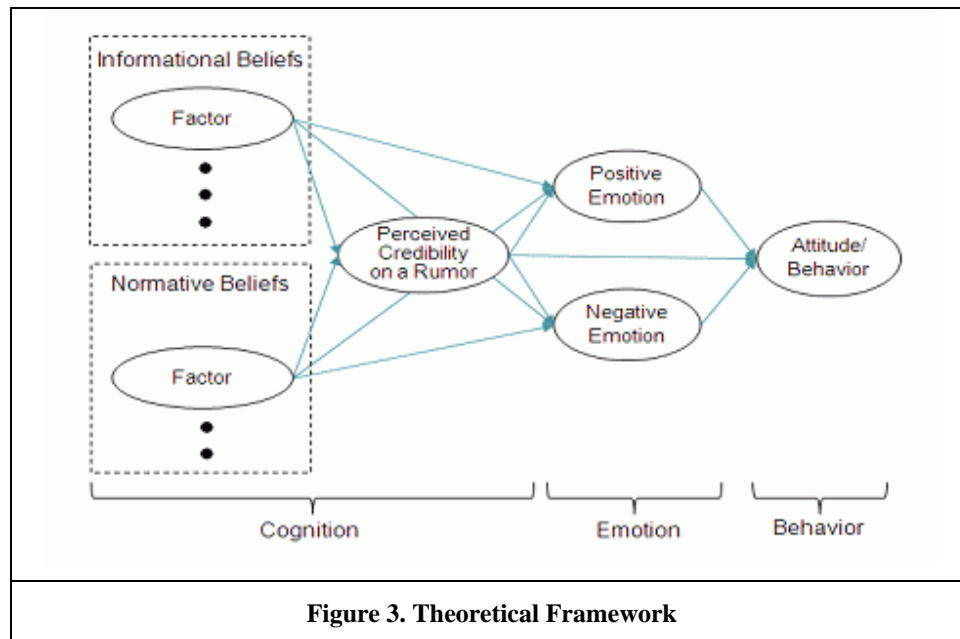 Informational Beliefs
Factor
Normative Beliefs
Factor
Perceived
Credibility
on a Rumor
Positive
Emotion
Negative
Emotion
Attitude/
Behavior
Cognition
Emotion
Behavior
Figure 3. Theoretical Framework